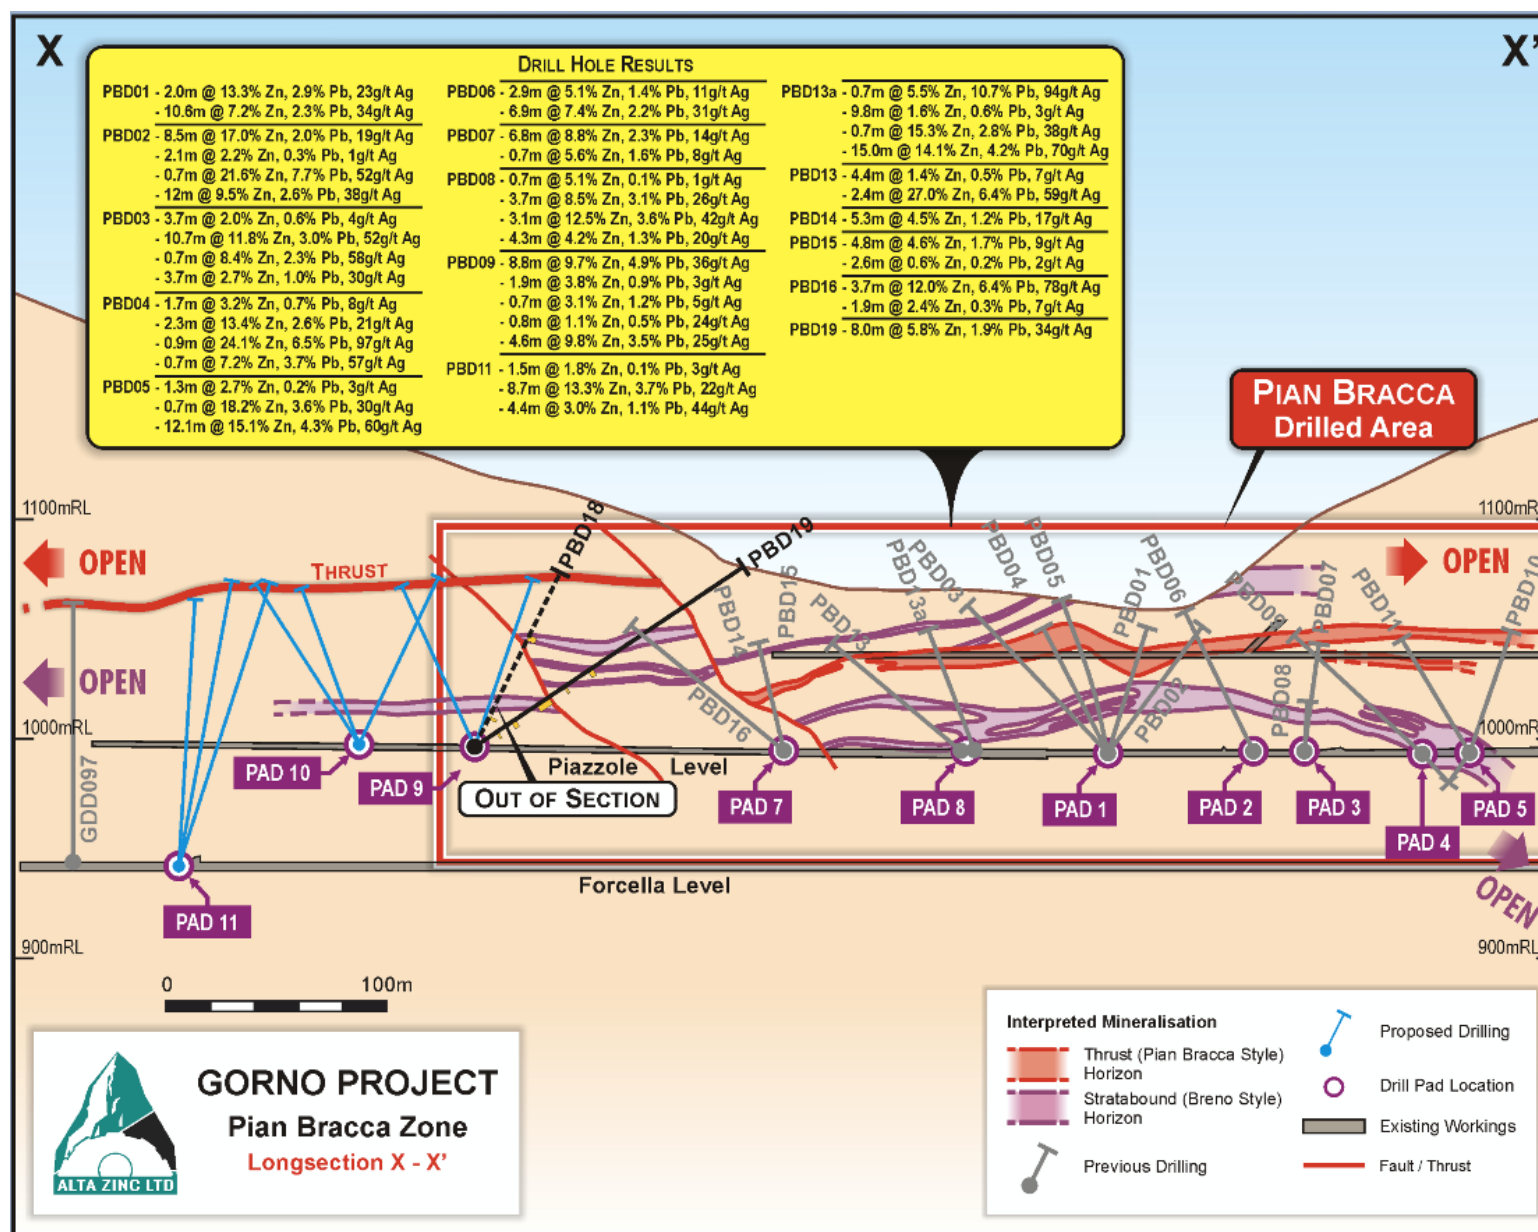 X
X'
DRILL HOLE RESULTS
PBD01 - 2.0m @ 13.3% Zn, 2.9% Pb, 23g/t Ag
- 10.6m @ 7.2% Zn, 2.3% Pb, 34g/t Ag
PBD02 - 8.5m @ 17.0% Zn, 2.0% Pb, 19g/t Ag
- 2.1m @ 2.2% Zn, 0.3% Pb, 1g/t Ag
- 0.7m @ 21.6% Zn, 7.7% Pb, 52g/t Ag
- 12m @ 9.5% Zn, 2.6% Pb, 38g/t Ag
PBD03 - 3.7m @ 2.0% Zn, 0.6% Pb, 4g/t Ag
- 10.7m @ 11.8% Zn, 3.0% Pb, 52g/t Ag
- 0.7m @ 8.4% Zn, 2.3% Pb, 58g/t Ag
- 3.7m @ 2.7% Zn, 1.0% Pb, 30g/t Ag
PBD04 - 1.7m @ 3.2% Zn, 0.7% Pb, 8g/t Ag
- 2.3m @ 13.4% Zn, 2.6% Pb, 21g/t Ag
- 0.9m @ 24.1% Zn, 6.5% Pb, 97g/t Ag
- 0.7m @ 7.2% Zn, 3.7% Pb, 57g/t Ag
PBD05 - 1.3m @ 2.7% Zn, 0.2% Pb, 3g/t Ag
- 0.7m @ 18.2% Zn, 3.6% Pb, 30g/t Ag
- 12.1m @ 15.1% Zn, 4.3% Pb, 60g/t Ag
PBD06 - 2.9m @ 5.1% Zn, 1.4% Pb, 11g/t Ag
- 6.9m @ 7.4% Zn, 2.2% Pb, 31g/t Ag
PBD07 - 6.8m @ 8.8% Zn, 2.3% Pb, 14g/t Ag
- 0.7m @ 5.6% Zn, 1.6% Pb, 8g/t Ag
PBD08 - 0.7m @ 5.1% Zn, 0.1% Pb, 1g/t Ag
- 3.7m @ 8.5% Zn, 3.1% Pb, 26g/t Ag
- 3.1m @ 12.5% Zn, 3.6% Pb, 42g/t Ag
- 4.3m @ 4.2% Zn, 1.3% Pb, 20g/t Ag
PBD09 - 8.8m @ 9.7% Zn, 4.9% Pb, 36g/t Ag
- 1.9m @ 3.8% Zn, 0.9% Pb, 3g/t Ag
- 0.7m @ 3.1% Zn, 1.2% Pb, 5g/t Ag
- 0.8m @ 1.1% Zn, 0.5% Pb, 24g/t Ag
- 4.6m @ 9.8% Zn, 3.5% Pb, 25g/t Ag
PBD11 - 1.5m @ 1.8% Zn, 0.1% Pb, 3g/t Ag
- 8.7m @ 13.3% Zn, 3.7% Pb, 22g/t Ag
- 4.4m @ 3.0% Zn, 1.1% Pb, 44g/t Ag
PBD13a - 0.7m @ 5.5% Zn, 10.7% Pb, 94g/t Ag
- 9.8m @ 1.6% Zn, 0.6% Pb, 3g/t Ag
- 0.7m @ 15.3% Zn, 2.8% Pb, 38g/t Ag
- 15.0m @ 14.1% Zn, 4.2% Pb, 70g/t Ag
PBD13 - 4.4m @ 1.4% Zn, 0.5% Pb, 7g/t Ag
- 2.4m @ 27.0% Zn, 6.4% Pb, 59g/t Ag
PBD14 - 5.3m @ 4.5% Zn, 1.2% Pb, 17g/t Ag
PBD15 - 4.8m @ 4.6% Zn, 1.7% Pb, 9g/t Ag
- 2.6m @ 0.6% Zn, 0.2% Pb, 2g/t Ag
PBD16 - 3.7m @ 12.0% Zn, 6.4% Pb, 78g/t Ag
- 1.9m @ 2.4% Zn, 0.3% Pb, 7g/t Ag
PBD19 - 8.0m @ 5.8% Zn, 1.9% Pb, 34g/t Ag
PIAN BRACCA
Drilled Area
1100mRL
1100mR
OPEN
THRUST
PBD18
PBD19
PBD14
PBD15
PBD13
PBD13a
PBD03
PBD04
PBD05
PBD01
PBD06
PBD09
PBD07
PBD11
PBD10
OPEN
OPEN
PBD16
PBD02
PBD08
1000mRL
1000mR
GDD097
PAD 10
PAD 9
Piazzole Level
OUT OF SECTION
PAD 7
PAD 8
PAD 1
PAD 2
PAD 3
PAD 4
PAD 5
OPEN
Forcella Level
PAD 11
900mRL
900mR
0 100m
GORNO PROJECT
Pian Bracca Zone
Longsection X - X'
ALTA ZINC LTD
Interpreted Mineralisation
Thrust (Pian Bracca Style)
Horizon
Stratabound (Breno Style)
Horizon
Previous Drilling
Proposed Drilling
Drill Pad Location
Existing Workings
Fault / Thrust